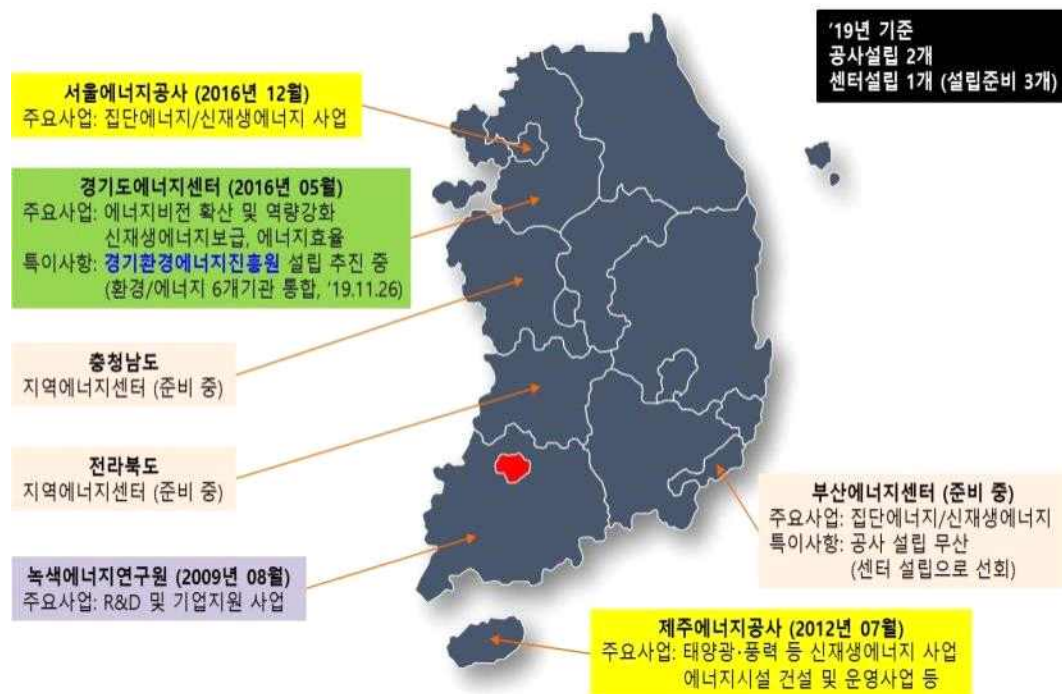 '19년 기준
공사설립 2개
센터설립 1개 (설립준비 3개)
서울에너지공사 (2016년 12월)
주요사업: 집단에너지/신재생에너지 사업
경기도에너지센터 (2016년 05월)
주요사업: 에너지비전 확산 및 역량강화
신재생에너지보급, 에너지효율
특이사항: 경기환경에너지진흥원 설립 추진 중
(환경/에너지 6개기관 통합, '19.11.26)
충청남도
지역에너지센터 (준비 중)
전라북도
지역에너지센터 (준비 중)
부산에너지센터 (준비 중)
주요사업: 집단에너지/신재생에너지
특이사항: 공사 설립 무산
(센터 설립으로 선회)
녹색에너지연구원 (2009년 08월)
주요사업: R&D 및 기업지원 사업
제주에너지공사 (2012년 07월)
주요사업: 태양광·풍력 등 신재생에너지 사업
에너지시설 건설 및 운영사업 등